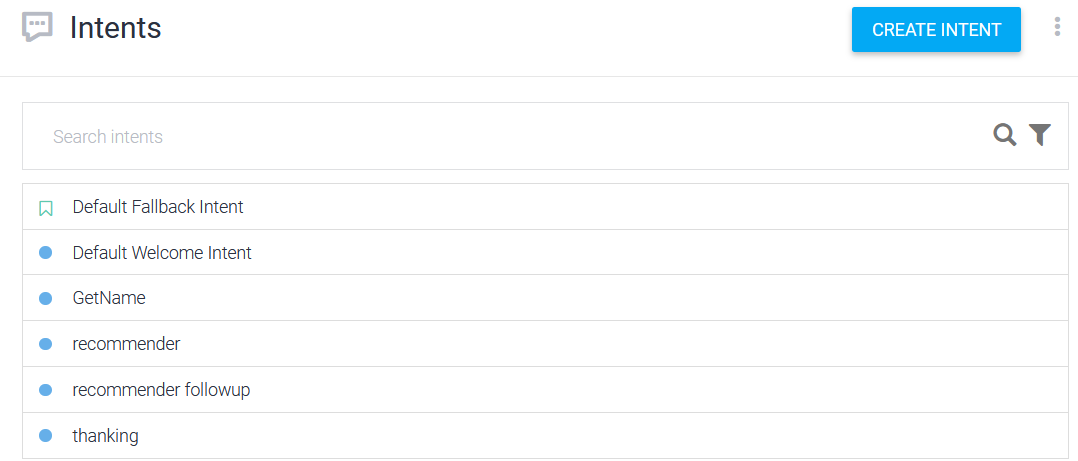 Intents
CREATE INTENT
Search intents
Default Fallback Intent
Default Welcome Intent
GetName
recommender
recommender followup
thanking